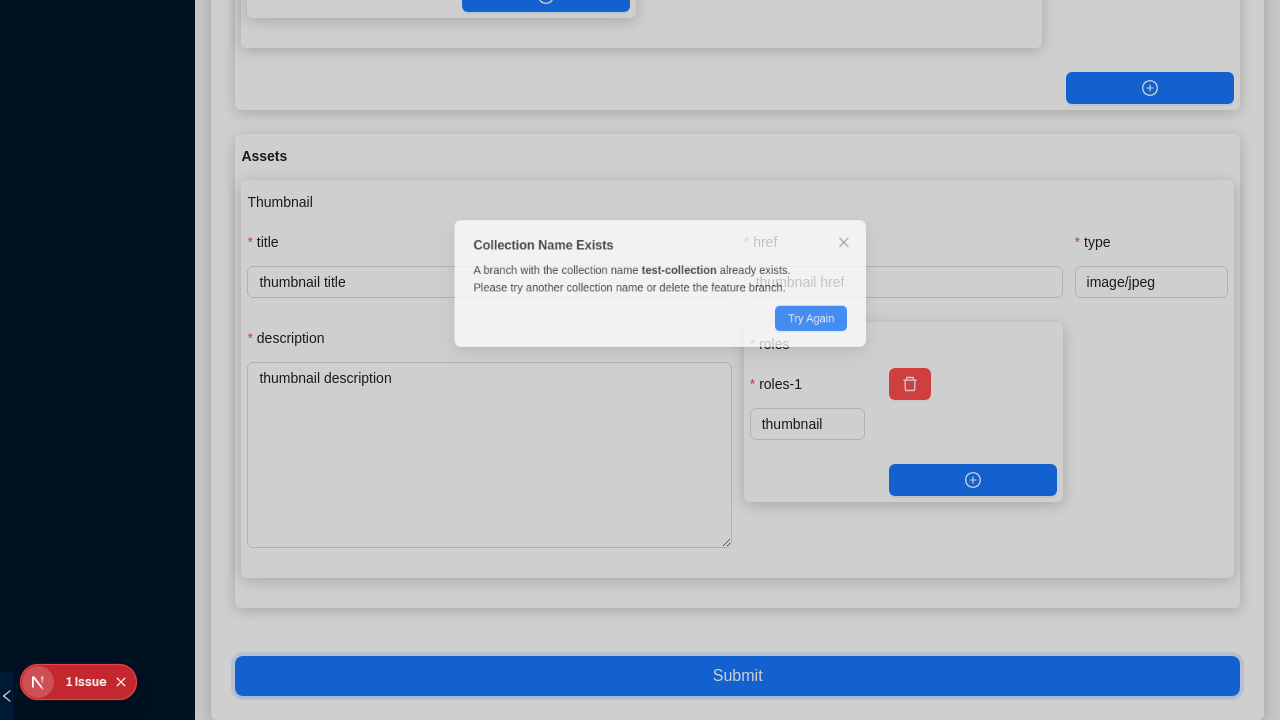 Assets
Thumbnail
* title
* href
* type
thumbnail title
thumbnail href
image/jpeg
Collection Name Exists
A branch with the collection name test-collection already exists.
Please try another collection name or delete the feature branch.
Try Again
* description
* roles
thumbnail description
* roles-1
thumbnail
Submit
N
1 Issue